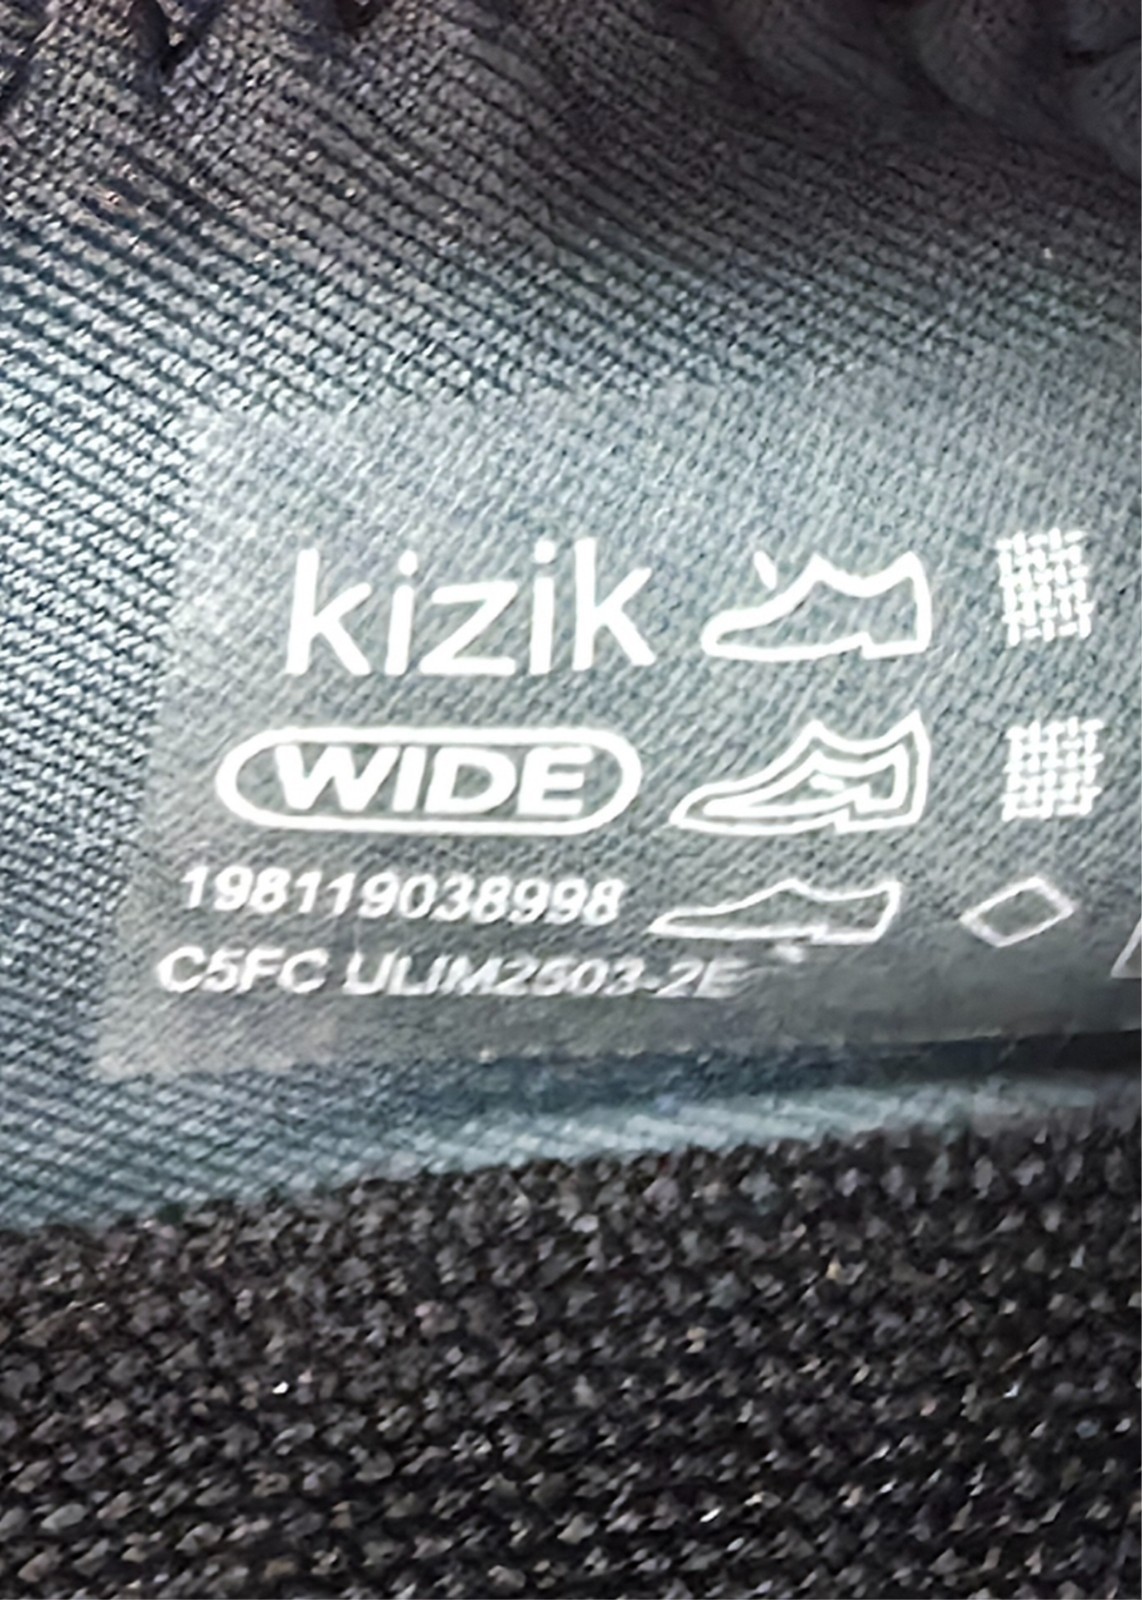 kizik
WIDE
198119038998
C5FC ULIM2503-2E